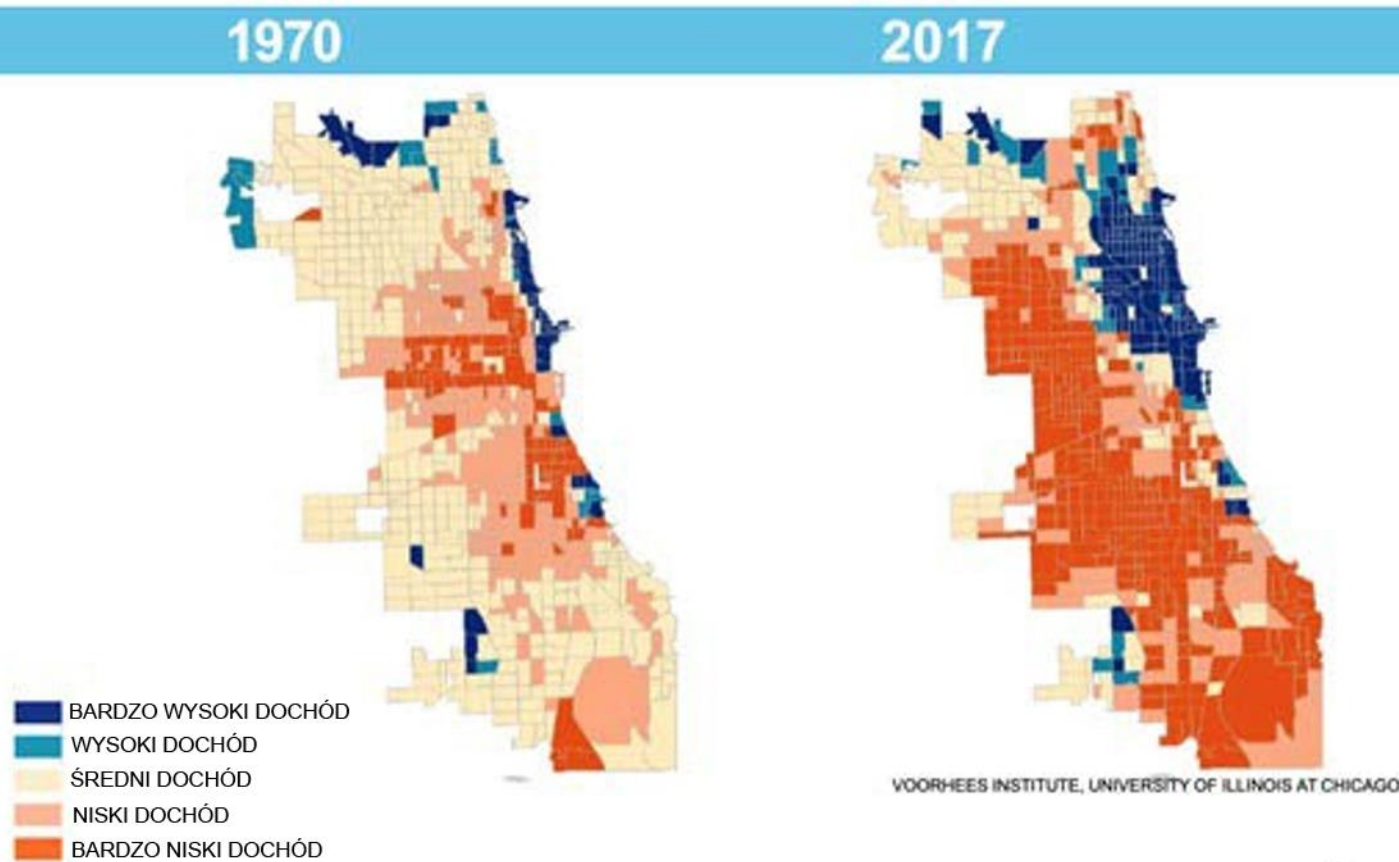 1970
2017
BARDZO WYSOKI DOCHÓD
WYSOKI DOCHÓD
ŚREDNI DOCHÓD
NISKI DOCHÓD
BARDZO NISKI DOCHÓD
VOORHEES INSTITUTE, UNIVERSITY OF ILLINOIS AT CHICAGO